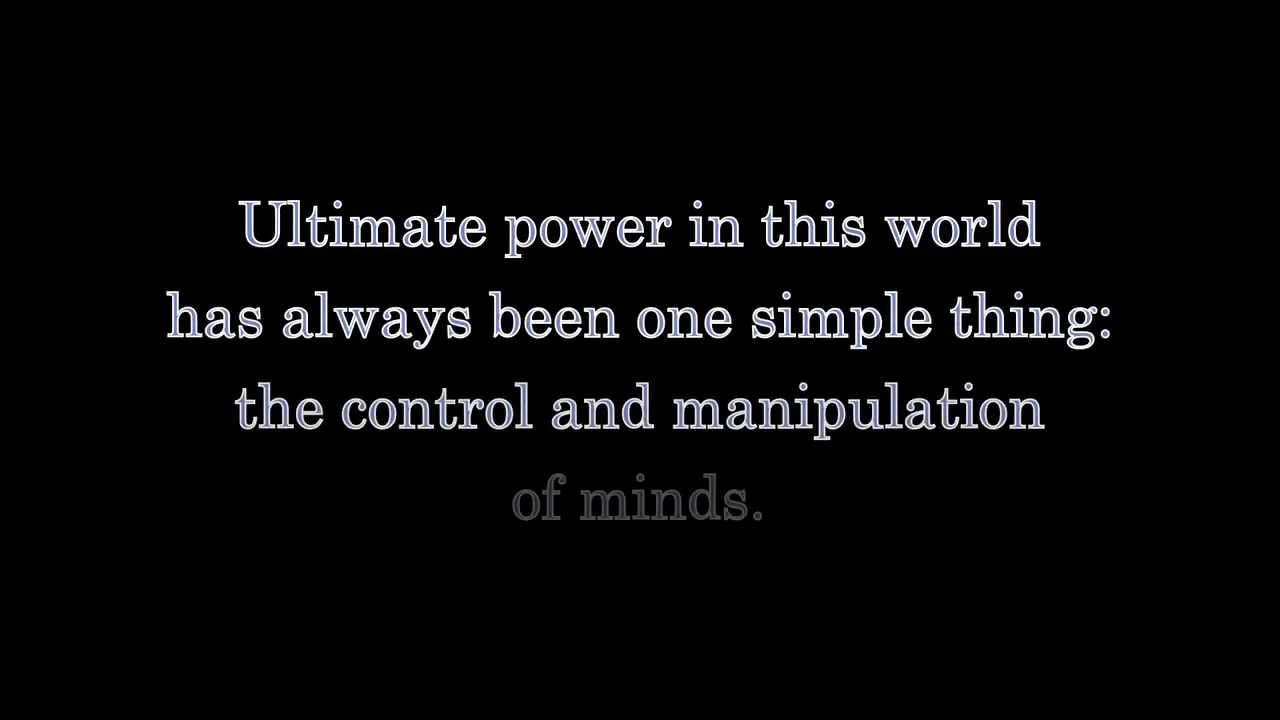 Ultimate power in this world
has always been one simple thing:
the control and manipulation
of minds.